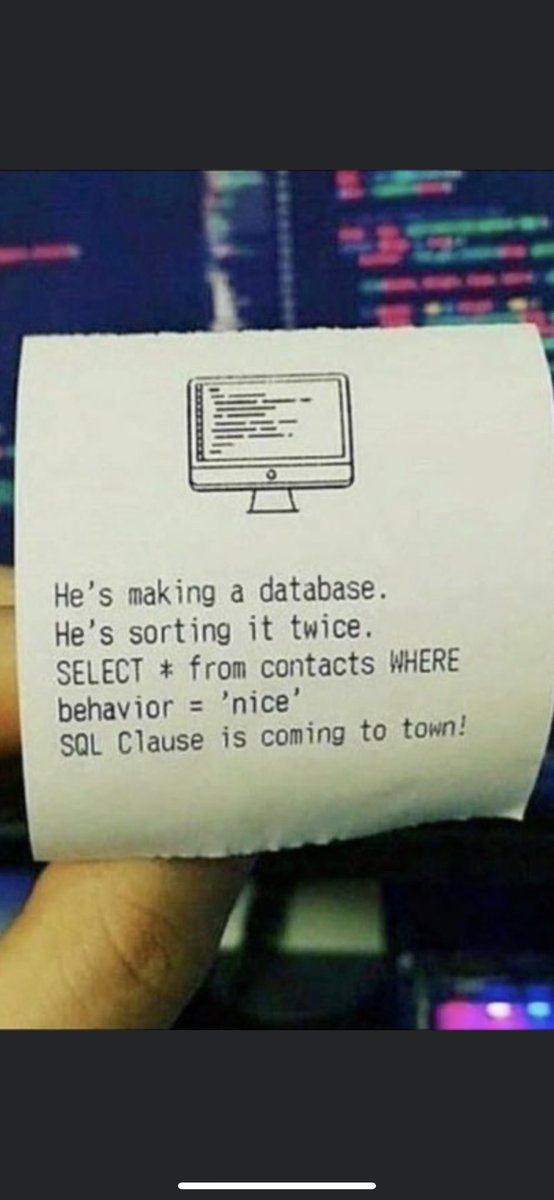 He's making a database.
He's sorting it twice.
SELECT * from contacts WHERE
behavior = 'nice'
SQL Clause is coming to town!